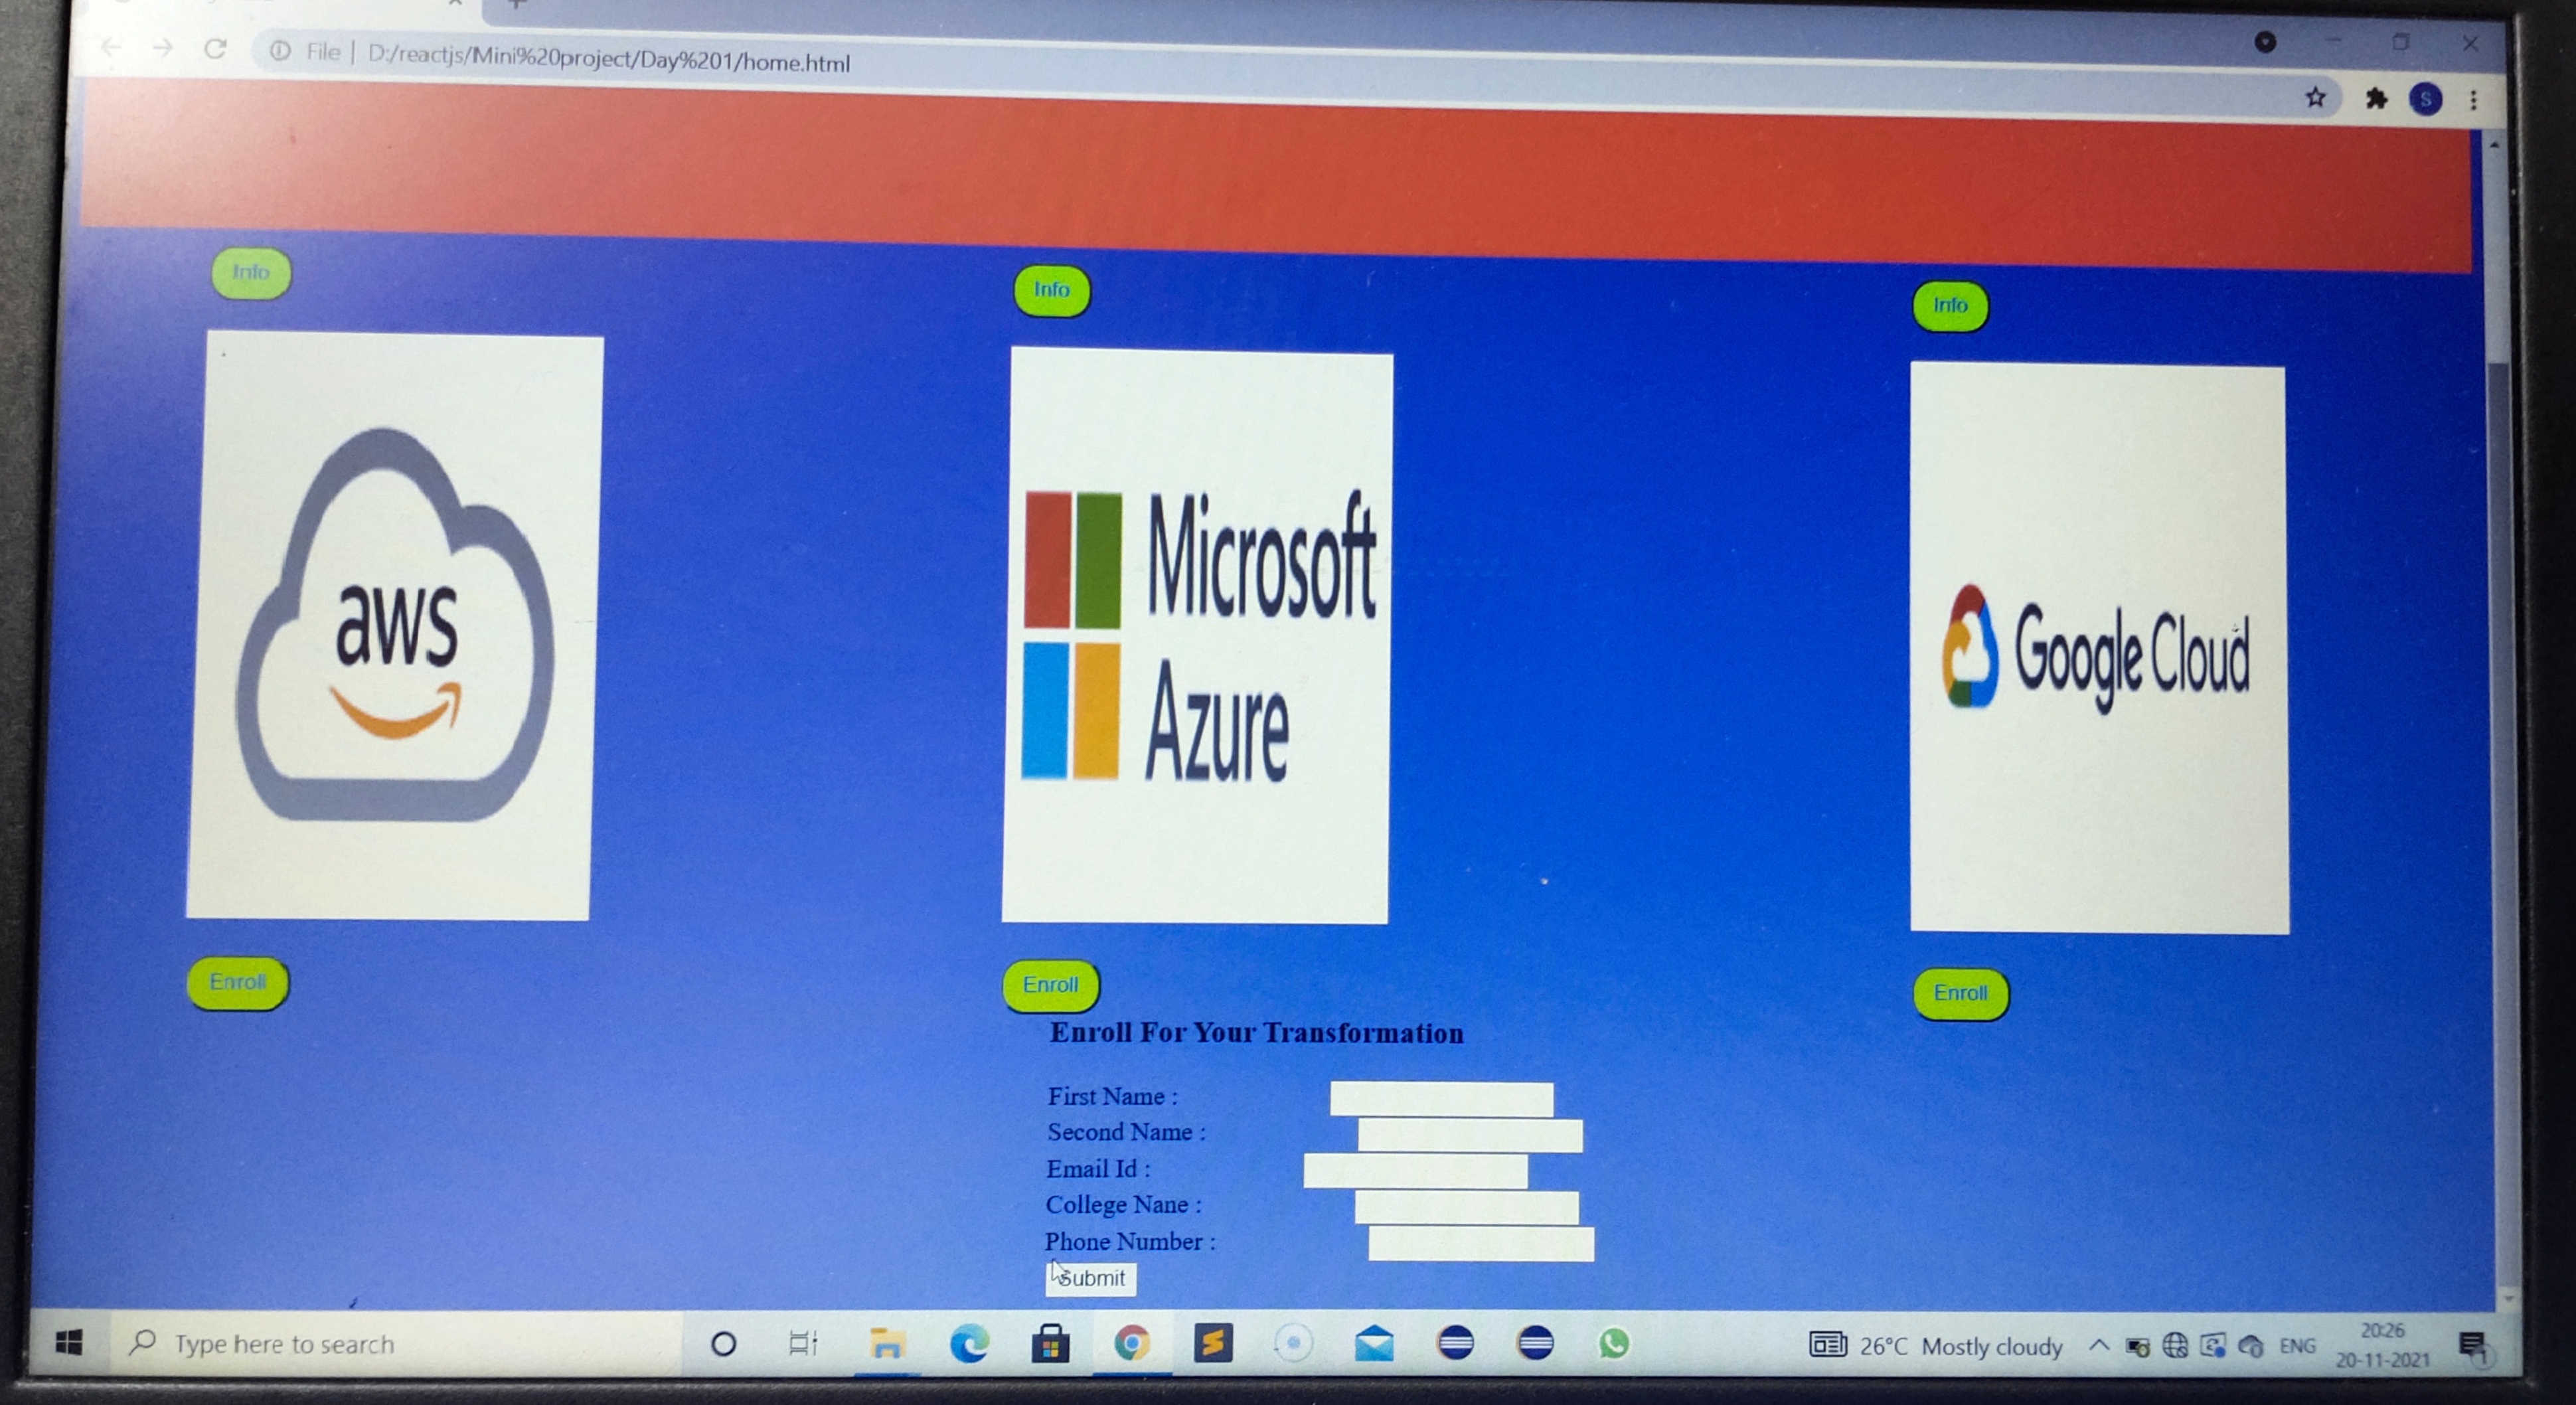 File | D:/reactjs/Mini%20project/Day%201/home.html
S
Info
Info
Info
aws
Microsoft
Azure
Google Cloud
Enroll
Enroll
Enroll
Enroll For Your Transformation
First Name :
Second Name :
Email Id :
College Nane :
Phone Number :
Submit
Type here to search
26°C Mostly cloudy
ENG
20:26
20-11-2021
1